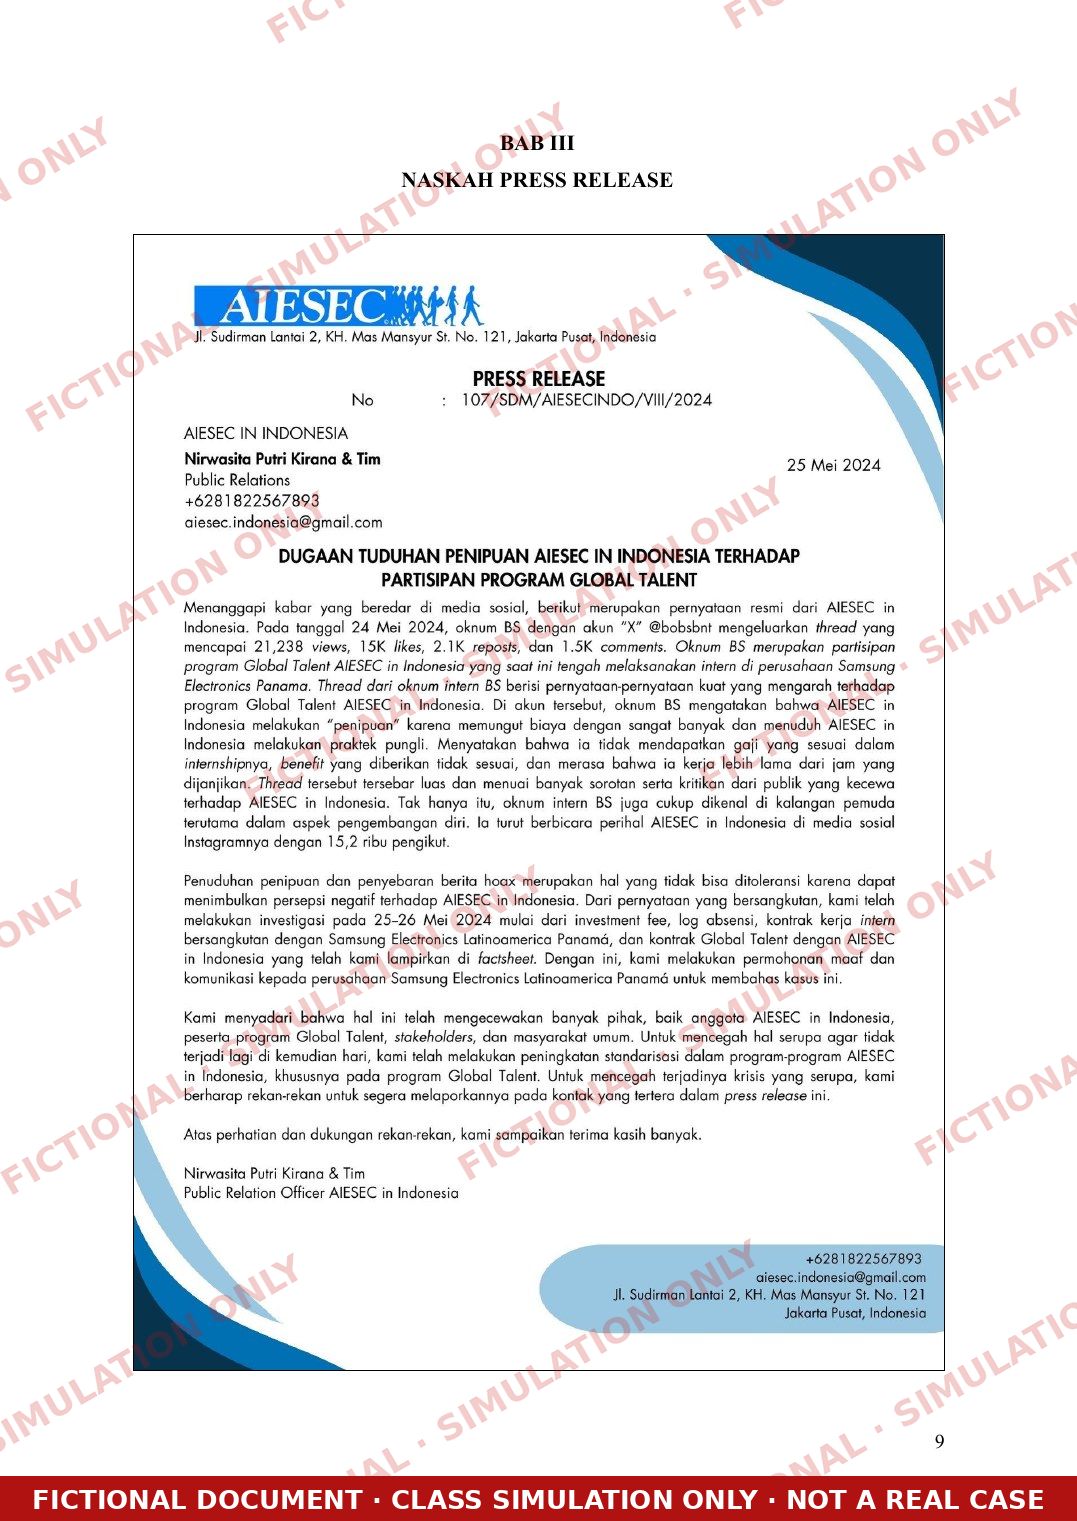 BAB III
NASKAH PRESS RELEASE
AIESEC
Jl. Sudirman Lantai 2, KH. Mas Mansyur St. No. 121, Jakarta Pusat, Indonesia
PRESS RELEASE
No : 107/SDM/AIESECINDO/VIII/2024
AIESEC IN INDONESIA
Nirwasita Putri Kirana & Tim
25 Mei 2024
Public Relations
+6281822567893
aiesec.indonesia@gmail.com
DUGAAN TUDUHAN PENIPUAN AIESEC IN INDONESIA TERHADAP
PARTISIPAN PROGRAM GLOBAL TALENT
Menanggapi kabar yang beredar di media sosial, berikut merupakan pernyataan resmi dari AIESEC in
Indonesia. Pada tanggal 24 Mei 2024, oknum BS dengan akun “X” @bobsbnt mengeluarkan thread yang
mencapai 21,238 views, 15K likes, 2.1K reposts, dan 1.5K comments. Oknum BS merupakan partisipan
program Global Talent AIESEC in Indonesia yang saat ini tengah melaksanakan intern di perusahaan Samsung
Electronics Panama. Thread dari oknum intern BS berisi pernyataan-pernyataan kuat yang mengarah terhadap
program Global Talent AIESEC in Indonesia. Di akun tersebut, oknum BS mengatakan bahwa AIESEC in
Indonesia melakukan “penipuan” karena memungut biaya dengan sangat banyak dan menuduh AIESEC in
Indonesia melakukan praktek pungli. Menyatakan bahwa ia tidak mendapatkan gaji yang sesuai dalam
internshipnya, benefit yang diberikan tidak sesuai, dan merasa bahwa ia kerja lebih lama dari jam yang
dijanjikan. Thread tersebut tersebar luas dan menuai banyak sorotan serta kritikan dari publik yang kecewa
terhadap AIESEC in Indonesia. Tak hanya itu, oknum intern BS juga cukup dikenal di kalangan pemuda
terutama dalam aspek pengembangan diri. Ia turut berbicara perihal AIESEC in Indonesia di media sosial
Instagramnya dengan 15,2 ribu pengikut.
Penuduhan penipuan dan penyebaran berita hoax merupakan hal yang tidak bisa ditoleransi karena dapat
menimbulkan persepsi negatif terhadap AIESEC in Indonesia. Dari pernyataan yang bersangkutan, kami telah
melakukan investigasi pada 25–26 Mei 2024 mulai dari investment fee, log absensi, kontrak kerja intern
bersangkutan dengan Samsung Electronics Latinoamerica Panamá, dan kontrak Global Talent dengan AIESEC
in Indonesia yang telah kami lampirkan di factsheet. Dengan ini, kami melakukan permohonan maaf dan
komunikasi kepada perusahaan Samsung Electronics Latinoamerica Panamá untuk membahas kasus ini.
Kami menyadari bahwa hal ini telah mengecewakan banyak pihak, baik anggota AIESEC in Indonesia,
peserta program Global Talent, stakeholders, dan masyarakat umum. Untuk mencegah hal serupa agar tidak
terjadi lagi di kemudian hari, kami telah melakukan peningkatan standarisasi dalam program-program AIESEC
in Indonesia, khususnya pada program Global Talent. Untuk mencegah terjadinya krisis yang serupa, kami
berharap rekan-rekan untuk segera melaporkannya pada kontak yang tertera dalam press release ini.
Atas perhatian dan dukungan rekan-rekan, kami sampaikan terima kasih banyak.
Nirwasita Putri Kirana & Tim
Public Relation Officer AIESEC in Indonesia
+6281822567893
aiesec.indonesia@gmail.com
Jl. Sudirman Lantai 2, KH. Mas Mansyur St. No. 121
Jakarta Pusat, Indonesia
9
FICTIONAL · SIMULATION ONLY
FICTIONAL DOCUMENT · CLASS SIMULATION ONLY · NOT A REAL CASE